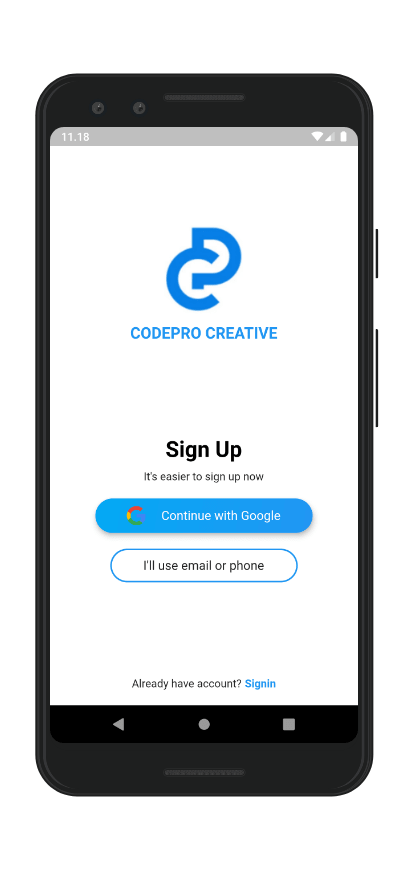 11.18
CODEPRO CREATIVE
Sign Up
It's easier to sign up now
Continue with Google
I'll use email or phone
Already have account? Signin